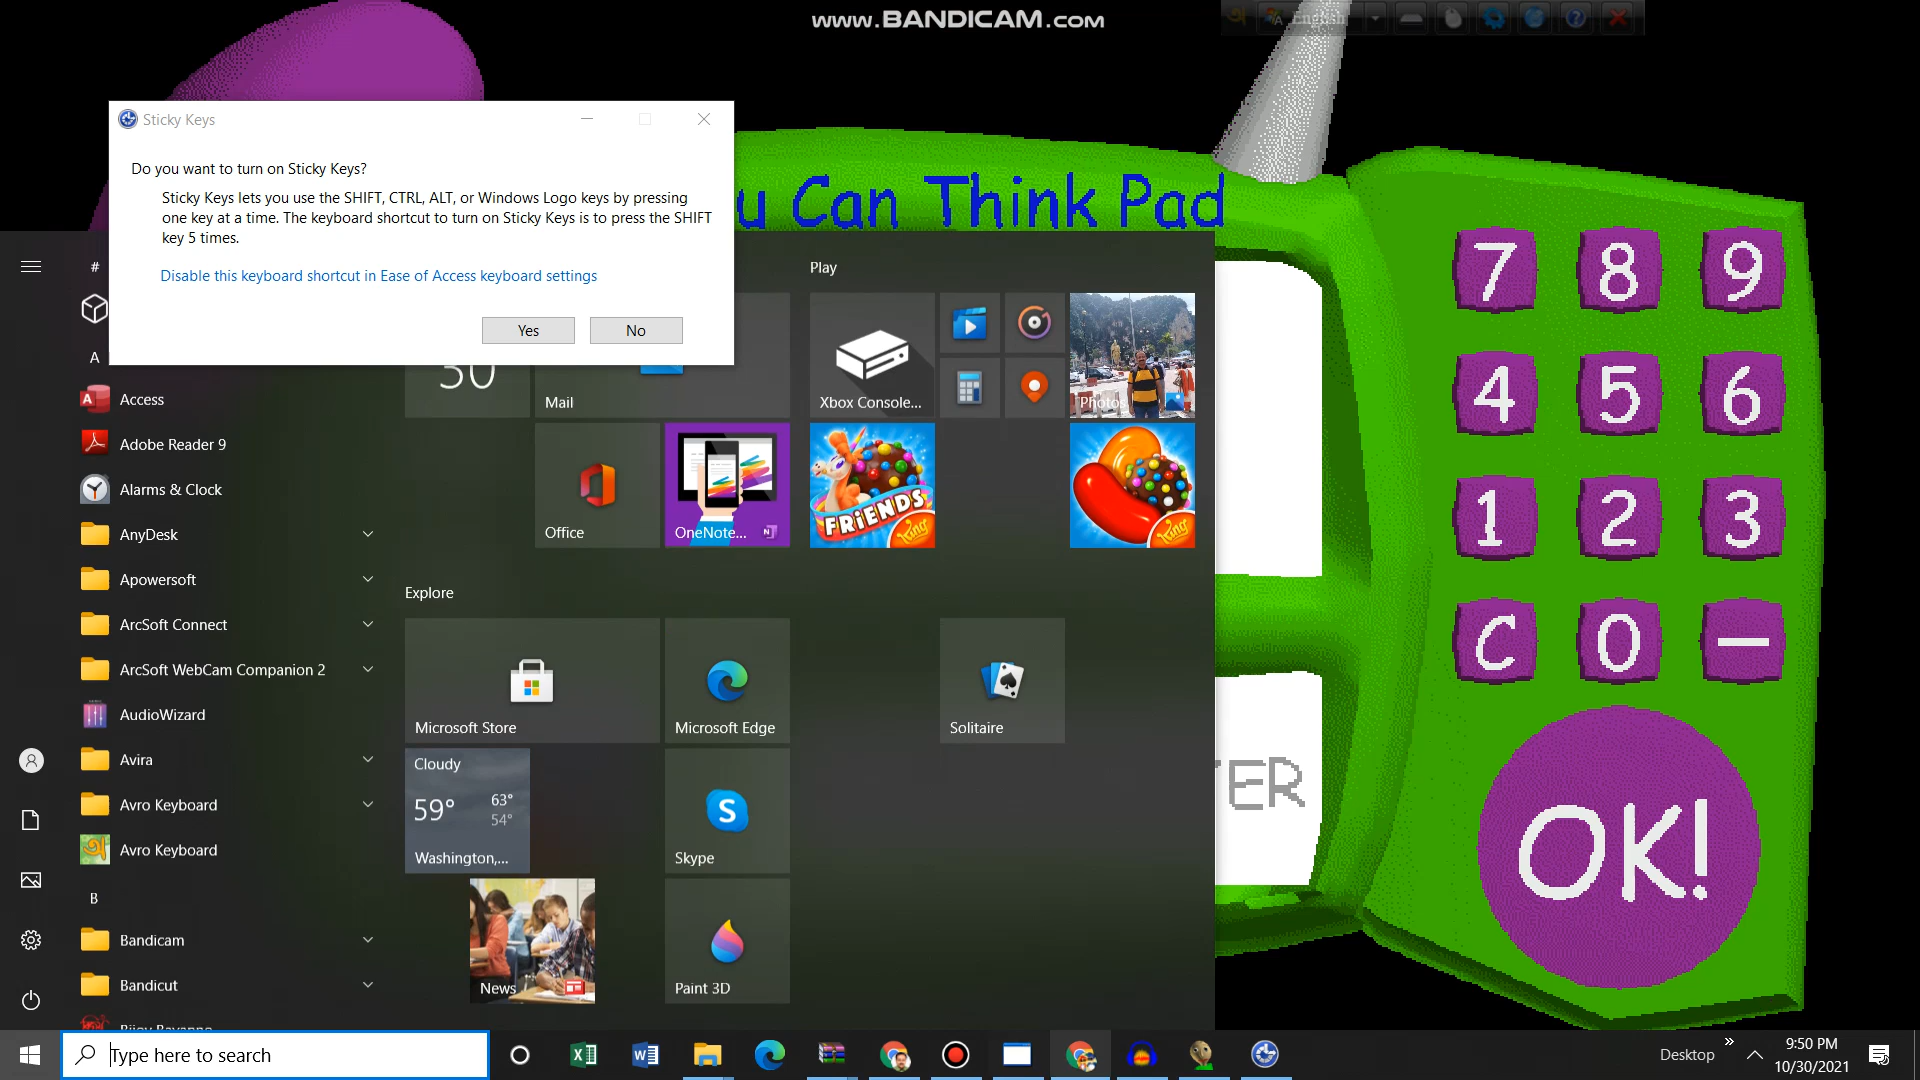 www.BANDICAM.com
English
Sticky Keys
Do you want to turn on Sticky Keys?
Sticky Keys lets you use the SHIFT, CTRL, ALT, or Windows Logo keys by pressing
one key at a time. The keyboard shortcut to turn on Sticky Keys is to press the SHIFT
key 5 times.
Disable this keyboard shortcut in Ease of Access keyboard settings
Yes
No
u Can Think Pad
#
A
Access
Adobe Reader 9
Alarms & Clock
AnyDesk
Apowersoft
ArcSoft Connect
ArcSoft WebCam Companion 2
AudioWizard
Avira
Avro Keyboard
Avro Keyboard
B
Bandicam
Bandicut
30
Mail
Office
OneNote...
Explore
Microsoft Store
Microsoft Edge
Cloudy
59° 63°
54°
Washington,...
Skype
News
Paint 3D
Play
Xbox Console...
Photos
FRIENDS
King
King
Solitaire
7 8 9
4 5 6
1 2 3
C 0 −
ER
OK!
Type here to search
Desktop
»
9:50 PM
10/30/2021